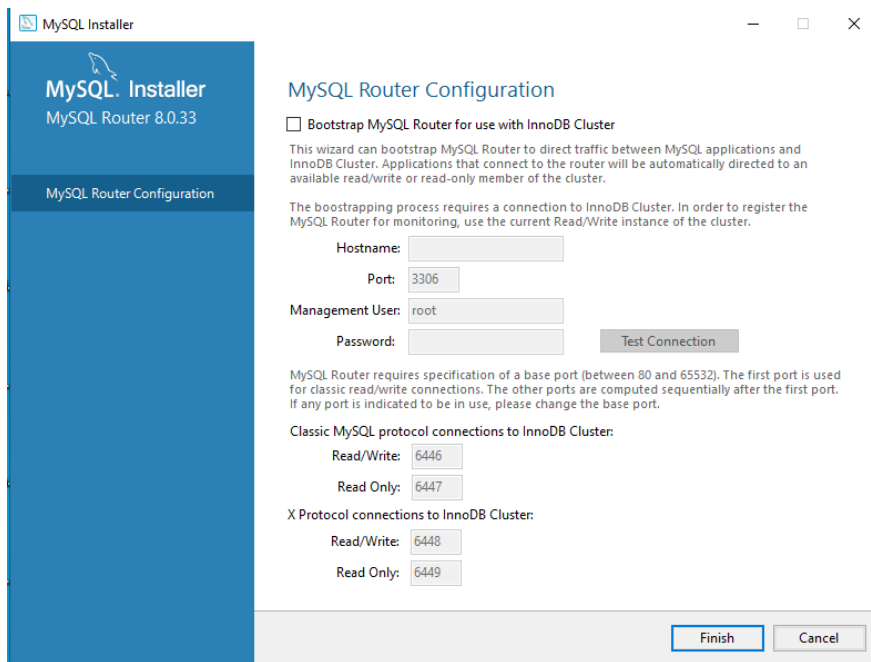 MySQL Installer
MySQL. Installer
MySQL Router 8.0.33
MySQL Router Configuration
MySQL Router Configuration
Bootstrap MySQL Router for use with InnoDB Cluster
This wizard can bootstrap MySQL Router to direct traffic between MySQL applications and
InnoDB Cluster. Applications that connect to the router will be automatically directed to an
available read/write or read-only member of the cluster.
The boostrapping process requires a connection to InnoDB Cluster. In order to register the
MySQL Router for monitoring, use the current Read/Write instance of the cluster.
Hostname:
Port: 3306
Management User: root
Password: Test Connection
MySQL Router requires specification of a base port (between 80 and 65532). The first port is used
for classic read/write connections. The other ports are computed sequentially after the first port.
If any port is indicated to be in use, please change the base port.
Classic MySQL protocol connections to InnoDB Cluster:
Read/Write: 6446
Read Only: 6447
X Protocol connections to InnoDB Cluster:
Read/Write: 6448
Read Only: 6449
Finish Cancel